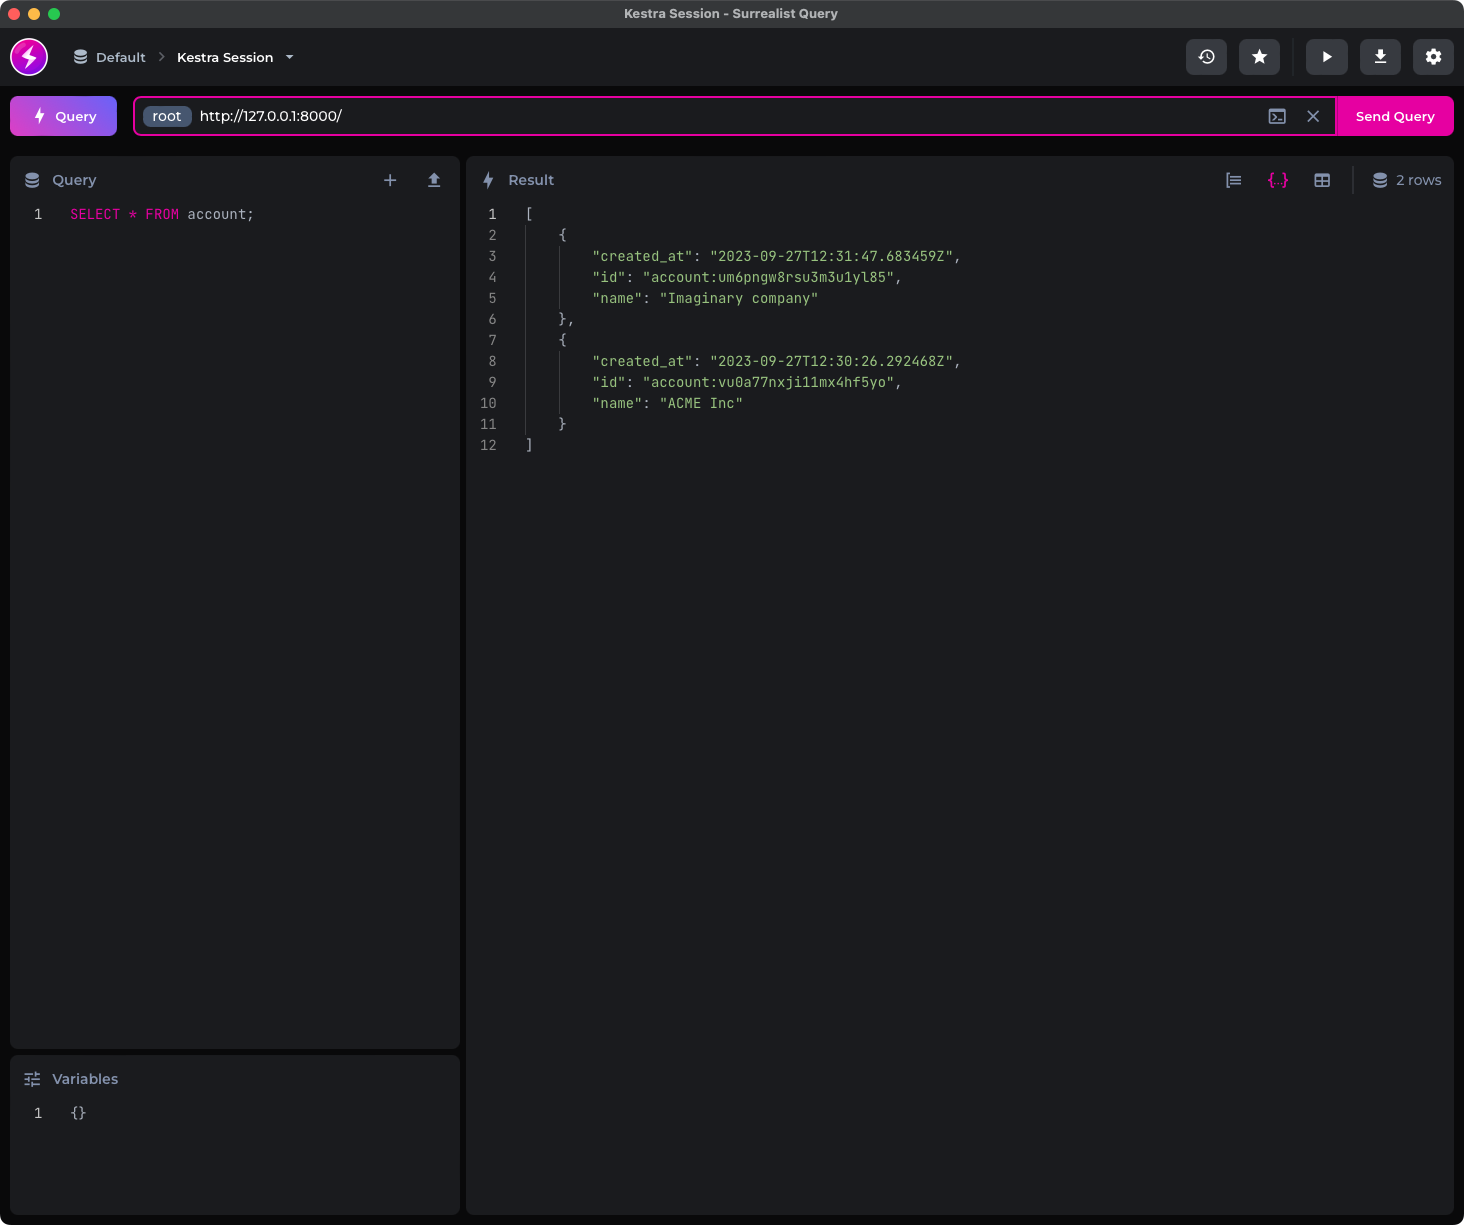 Kestra Session - Surrealist Query
Default
Kestra Session
Query
root http://127.0.0.1:8000/
Send Query
Query
1 SELECT * FROM account;
Result
2 rows
1 [
2 {
3 "created_at": "2023-09-27T12:31:47.683459Z",
4 "id": "account:um6pngw8rsu3m3u1yl85",
5 "name": "Imaginary company"
6 },
7 {
8 "created_at": "2023-09-27T12:30:26.292468Z",
9 "id": "account:vu0a77nxji11mx4hf5yo",
10 "name": "ACME Inc"
11 }
12 ]
Variables
1 {}